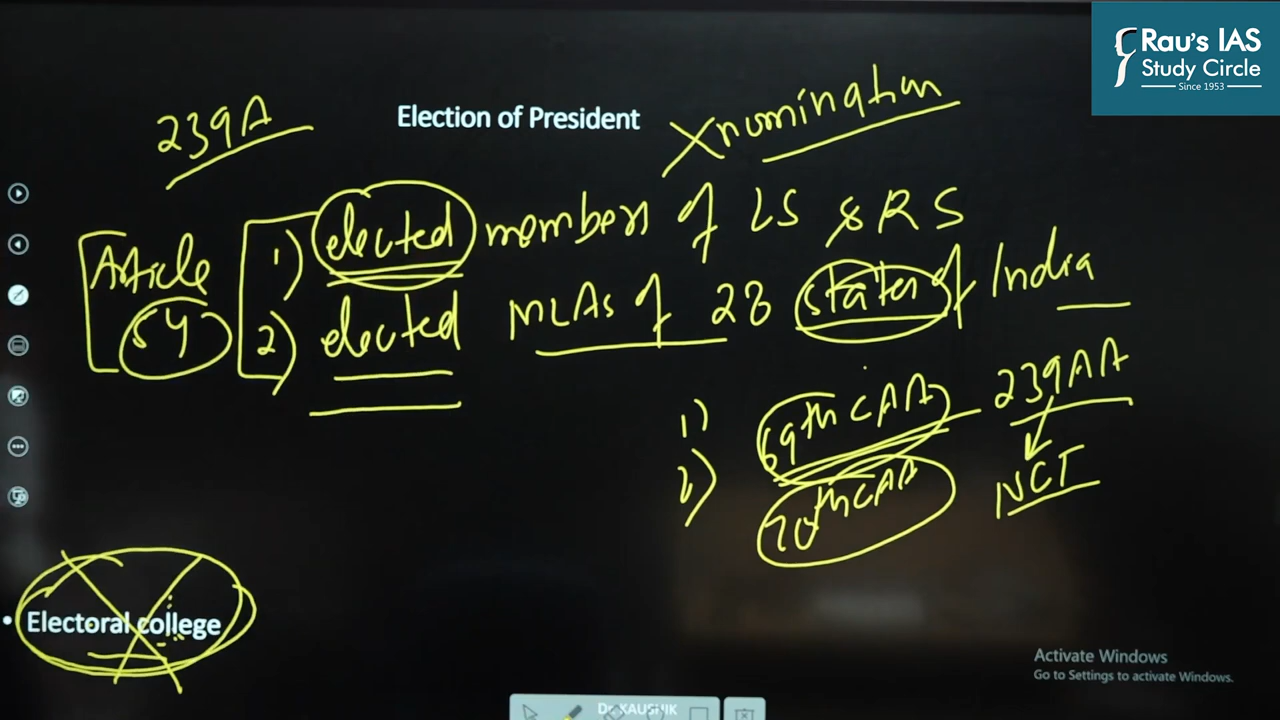 Rau's IAS
Study Circle
Since 1953
Election of President
239A
X nomination
Article
54
1) elected members of LS & RS
2) elected MLAs of 28 states of India
1) 69th CAA - 239AA
2) 70th CAA
NCT
• Electoral college
Activate Windows
Go to Settings to activate Windows.
Dr. KAUSHIK